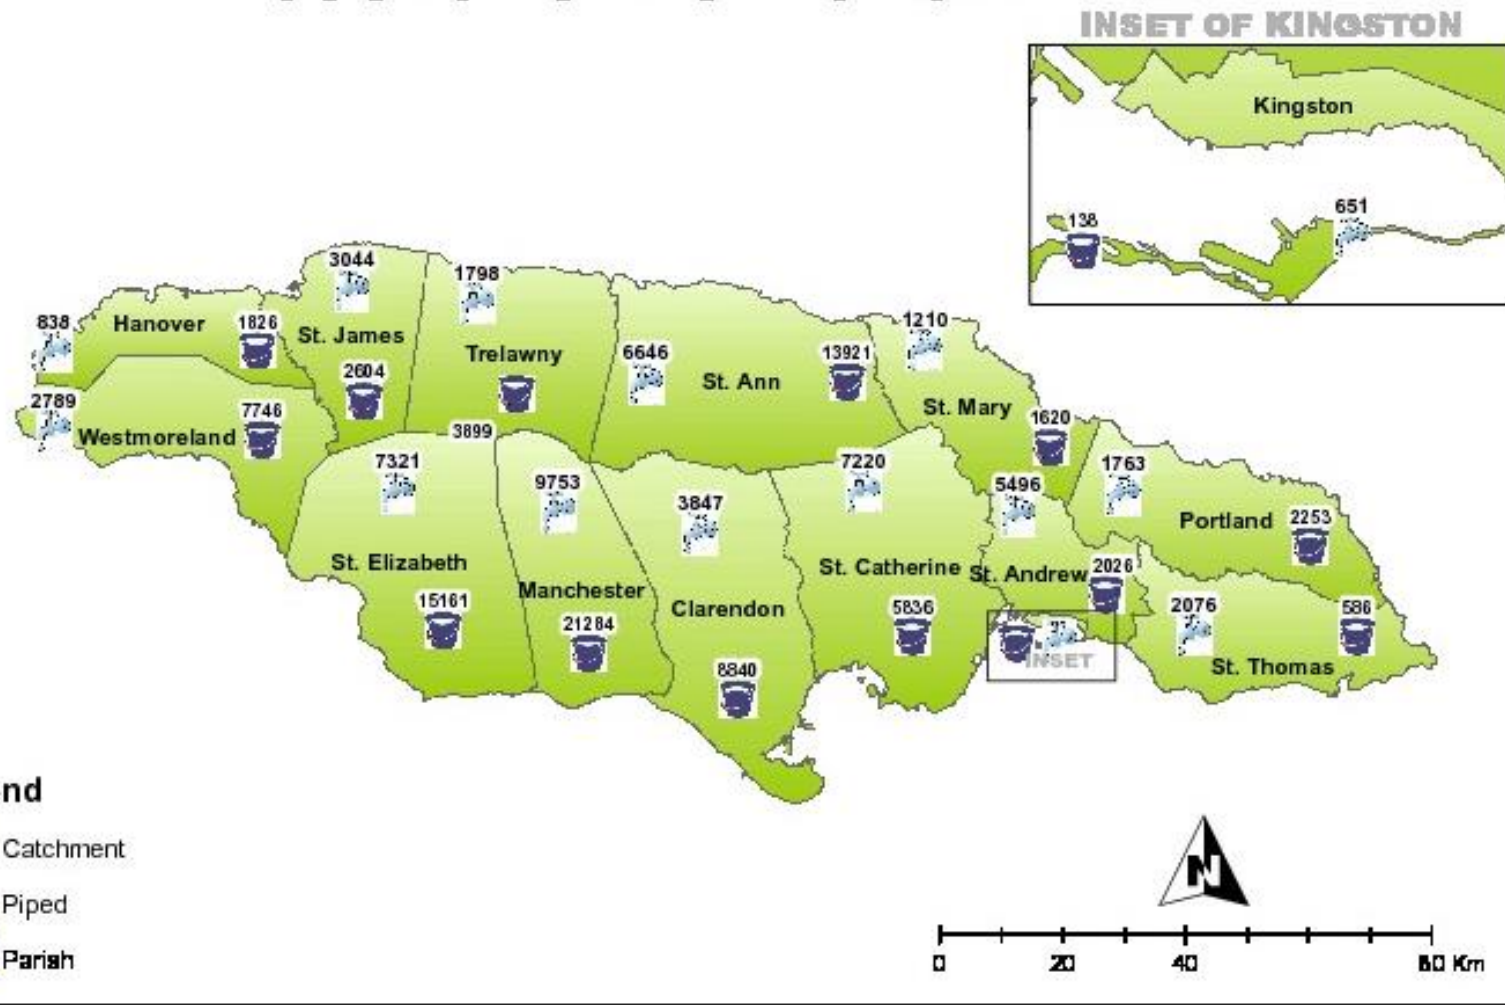 INSET OF KINGSTON
Kingston
651
138
3044
1798
838
Hanover
1826
St. James
1210
Trelawny
6646
13921
2604
St. Ann
2789
7746
St. Mary
Westmoreland
1620
3899
7321
7220
1763
9753
5496
3847
Portland
2253
St. Elizabeth
St. Catherine
St. Andrew
2026
Manchester
15161
Clarendon
5836
2076
586
21284
INSET
St. Thomas
8840
nd
Catchment
Piped
Parish
N
0 20 40 80 Km